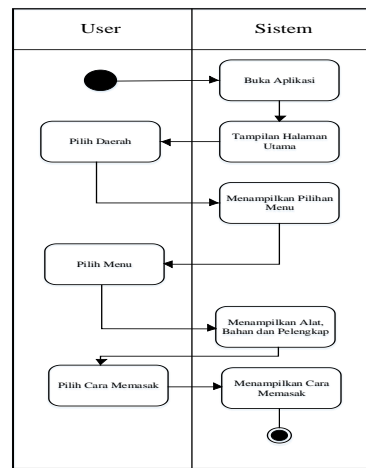 User
Sistem
Buka Aplikasi
Pilih Daerah
Tampilan Halaman
Utama
Menampilkan Pilihan
Menu
Pilih Menu
Menampilkan Alat,
Bahan dan Pelengkap
Pilih Cara Memasak
Menampilkan Cara
Memasak